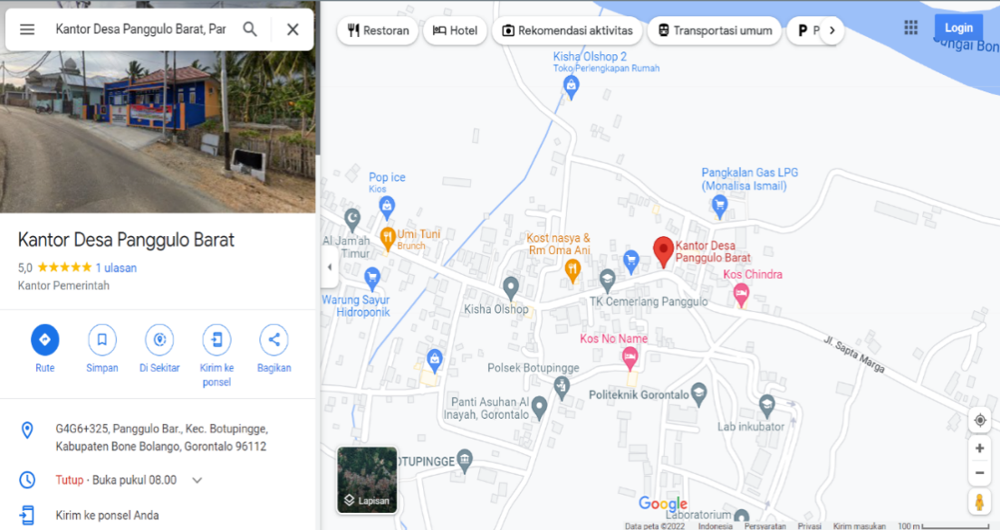 Kantor Desa Panggulo Barat, Par
Kantor Desa Panggulo Barat
5,0
1 ulasan
Kantor Pemerintah
Rute
Simpan
Di Sekitar
Kirim ke
ponsel
Bagikan
G4G6+325, Panggulo Bar., Kec. Botupingge,
Kabupaten Bone Bolango, Gorontalo 96112
Tutup · Buka pukul 08.00
Kirim ke ponsel Anda
Restoran
Hotel
Rekomendasi aktivitas
Transportasi umum
P P
Login
ungai Bon
Kisha Olshop 2
Toko Perlengkapan Rumah
Pop ice
Kios
Pangkalan Gas LPG
(Monalisa Ismail)
Al Jam'ah
Timur
Umi Tuni
Brunch
Kost nasya &
Rm Oma Ani
Kantor Desa
Panggulo Barat
Kos Chindra
Warung Sayur
Hidroponik
Kisha Olshop
TK Cemerlang Panggulo
Kos No Name
Jl. Sapta Marga
Polsek Botupingge
Politeknik Gorontalo
Panti Asuhan Al
Inayah, Gorontalo
Lab inkubator
OTUPINGGE
Lapisan
Google
Laboratorium
Data peta ©2022
Indonesia
Persyaratan
Privasi
Kirim masukan
100 m